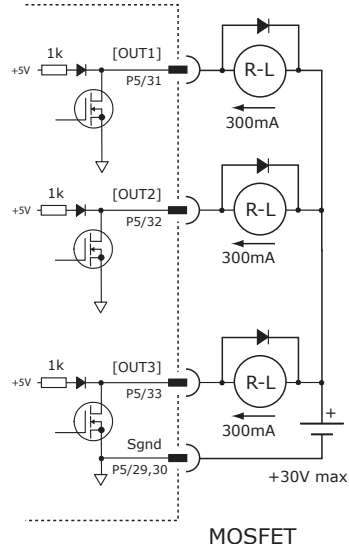 1k
[OUT1]
+5V
P5/31
R-L
300mA
1k
[OUT2]
+5V
P5/32
R-L
300mA
1k
[OUT3]
+5V
P5/33
R-L
300mA
Sgnd
P5/29,30
+
+30V max
MOSFET